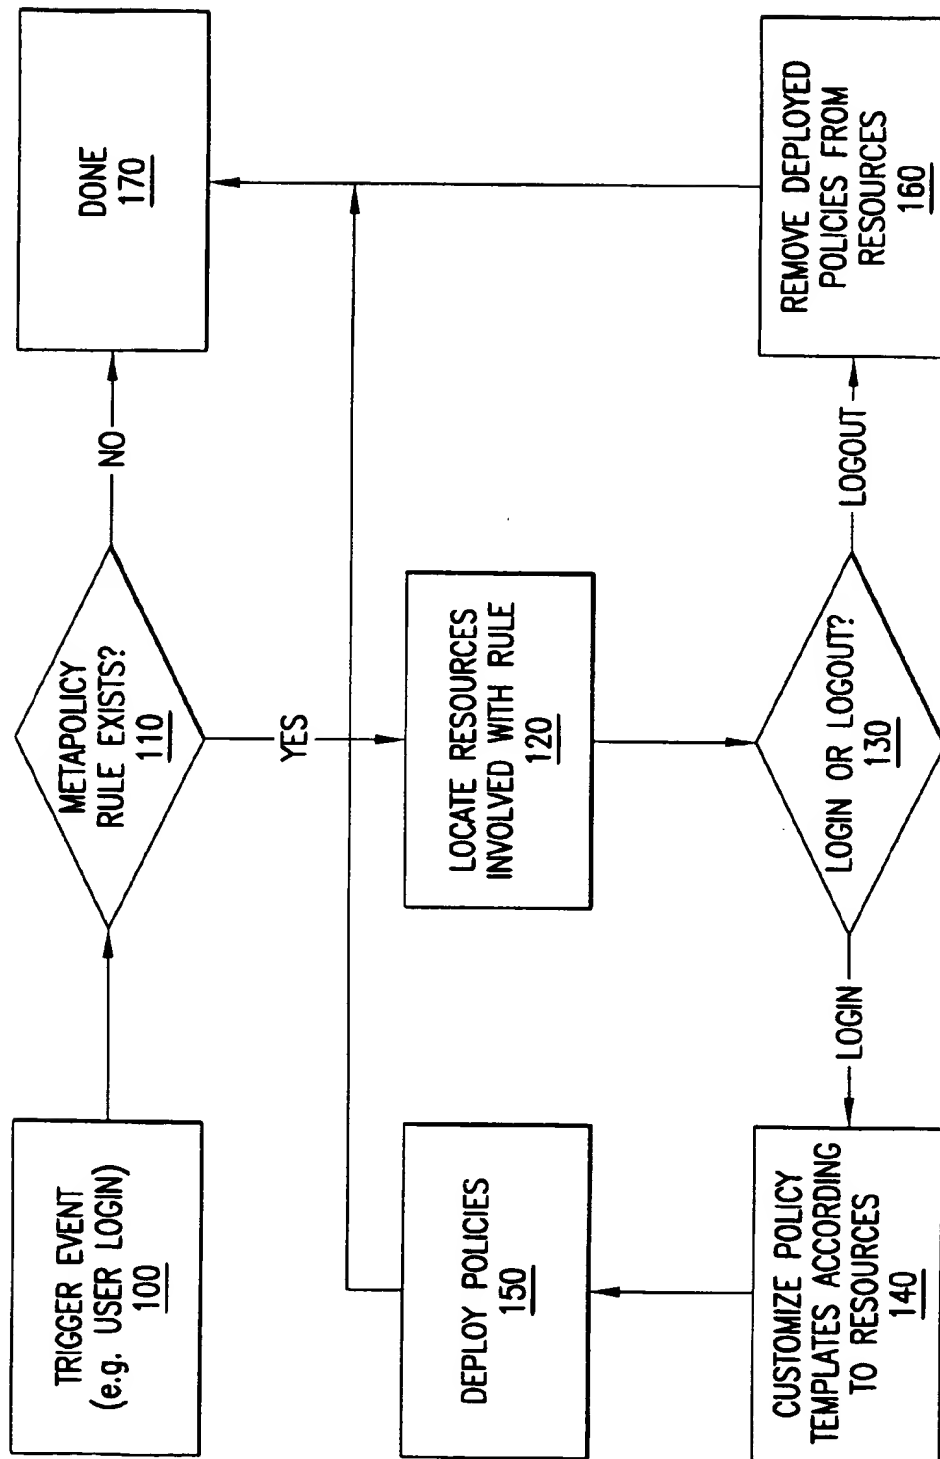 TRIGGER EVENT
(e.g. USER LOGIN)
100
METAPOLICY
RULE EXISTS?
110
NO
DONE
170
YES
DEPLOY POLICIES
150
LOCATE RESOURCES
INVOLVED WITH RULE
120
CUSTOMIZE POLICY
TEMPLATES ACCORDING
TO RESOURCES
140
LOGIN
LOGIN OR LOGOUT?
130
LOGOUT
REMOVE DEPLOYED
POLICIES FROM
RESOURCES
160